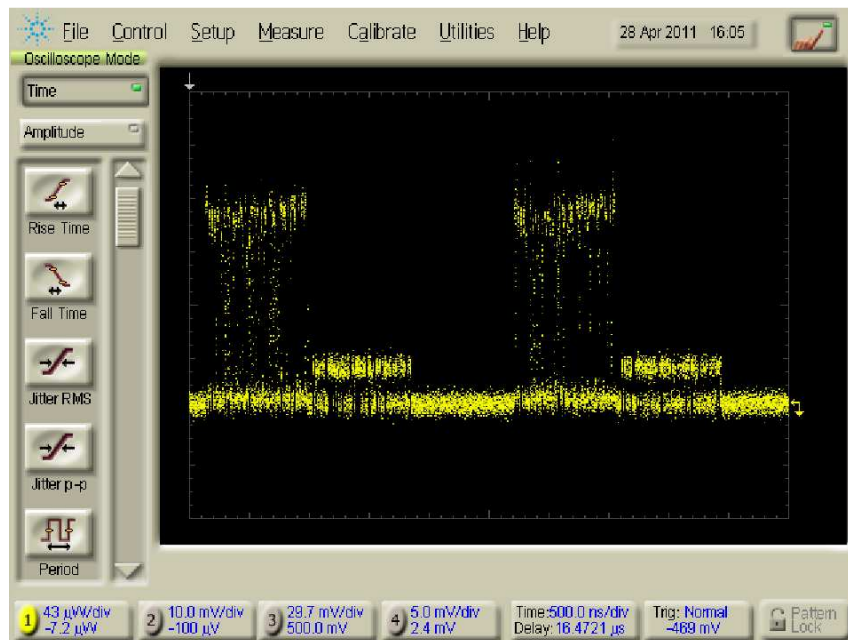 File Control Setup Measure Calibrate Utilities Help 28 Apr 2011 16:05
Oscilloscope Mode
Time
Amplitude
Rise Time
Fall Time
Jitter RMS
Jitter p-p
Period
1 43 µW/div 2 10.0 mV/div 3 29.7 mV/div 4 5.0 mV/div Time:500.0 ns/div Trig: Normal Pattern
-7.2 µW -100 µV 500.0 mV 2.4 mV Delay:16.4721 µs -469 mV Lock